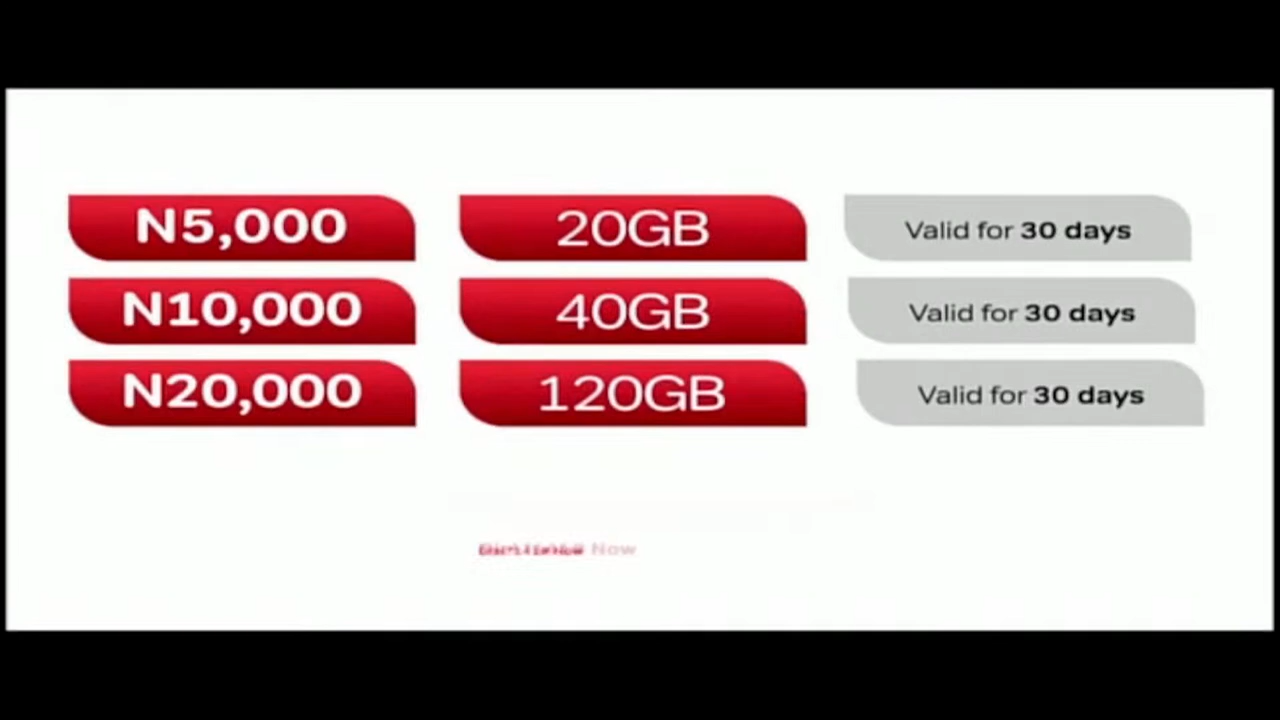 N5,000 20GB Valid for 30 days
N10,000 40GB Valid for 30 days
N20,000 120GB Valid for 30 days
Now